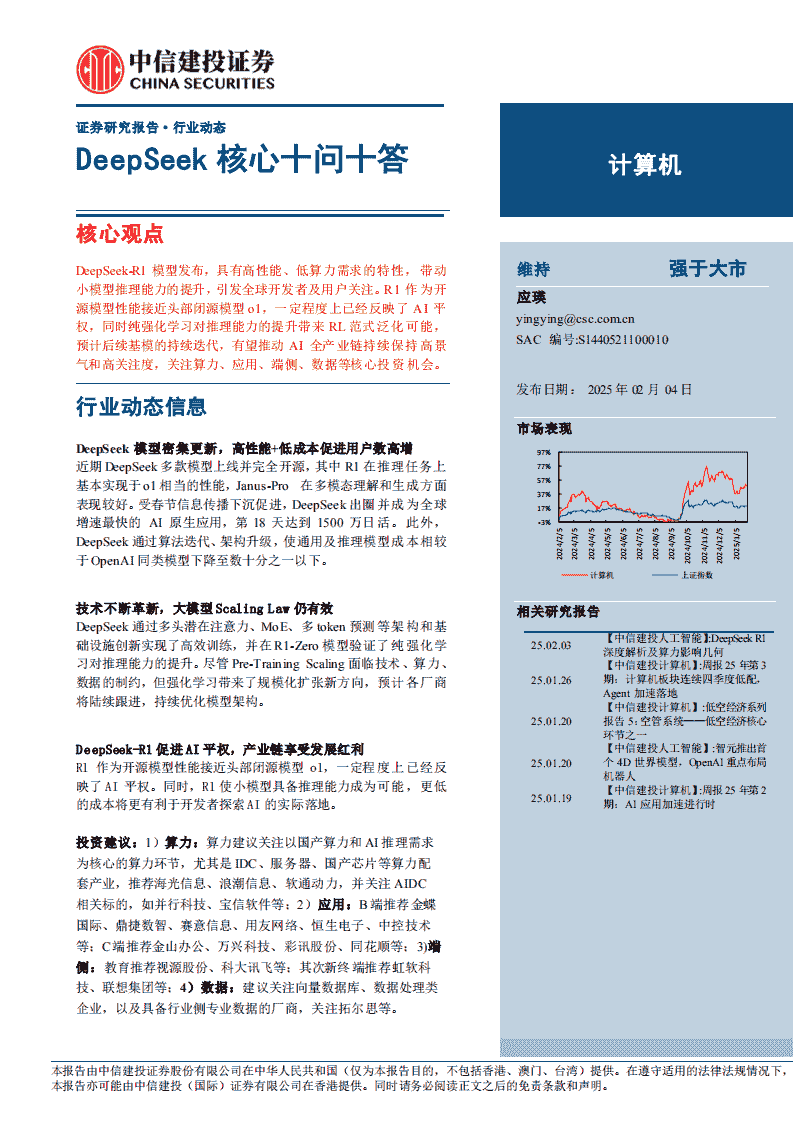 中信建投证券
CHINA SECURITIES
证券研究报告·行业动态
DeepSeek 核心十问十答
核心观点
DeepSeek-R1 模型发布，具有高性能、低算力需求的特性，带动
小模型推理能力的提升，引发全球开发者及用户关注。R1 作为开
源模型性能接近头部闭源模型 o1，一定程度上已经反映了 AI 平
权，同时纯强化学习对推理能力的提升带来 RL 范式泛化可能，
预计后续基模的持续迭代，有望推动 AI 全产业链持续保持高景
气和高关注度，关注算力、应用、端侧、数据等核心投资机会。
行业动态信息
DeepSeek 模型密集更新，高性能+低成本促进用户数高增
近期 DeepSeek 多款模型上线并完全开源，其中 R1 在推理任务上
基本实现于 o1 相当的性能，Janus-Pro 在多模态理解和生成方面
表现较好。受春节信息传播下沉促进，DeepSeek 出圈并成为全球
增速最快的 AI 原生应用，第 18 天达到 1500 万日活。此外，
DeepSeek 通过算法迭代、架构升级，使通用及推理模型成本相较
于 OpenAI 同类模型下降至数十分之一以下。
技术不断革新，大模型 Scaling Law 仍有效
DeepSeek 通过多头潜在注意力、MoE、多 token 预测等架构和基
础设施创新实现了高效训练，并在 R1-Zero 模型验证了纯强化学
习对推理能力的提升。尽管 Pre-Training Scaling 面临技术、算力、
数据的制约，但强化学习带来了规模化扩张新方向，预计各厂商
将陆续跟进，持续优化模型架构。
DeepSeek-R1 促进 AI 平权，产业链享受发展红利
R1 作为开源模型性能接近头部闭源模型 o1，一定程度上已经反
映了 AI 平权。同时，R1 使小模型具备推理能力成为可能，更低
的成本将更有利于开发者探索 AI 的实际落地。
投资建议：1）算力：算力建议关注以国产算力和 AI 推理需求
为核心的算力环节，尤其是 IDC、服务器、国产芯片等算力配
套产业，推荐海光信息、浪潮信息、软通动力，并关注 AIDC
相关标的，如并行科技、宝信软件等；2）应用：B 端推荐金蝶
国际、鼎捷数智、赛意信息、用友网络、恒生电子、中控技术
等；C 端推荐金山办公、万兴科技、彩讯股份、同花顺等；3)端
侧：教育推荐视源股份、科大讯飞等；其次新终端推荐虹软科
技、联想集团等；4）数据：建议关注向量数据库、数据处理类
企业，以及具备行业侧专业数据的厂商，关注拓尔思等。
计算机
维持 强于大市
应瑛
yingying@csc.com.cn
SAC 编号:S1440521100010
发布日期： 2025 年 02 月 04 日
市场表现
97%
77%
57%
37%
17%
-3%
2024/2/5
2024/3/5
2024/4/5
2024/5/5
2024/6/5
2024/7/5
2024/8/5
2024/9/5
2024/10/5
2024/11/5
2024/12/5
2025/1/5
计算机 上证指数
相关研究报告
25.02.03 【中信建投人工智能】:DeepSeek R1
深度解析及算力影响几何
25.01.26 【中信建投计算机】:周报 25 年第 3
期：计算机板块连续四季度低配，
Agent 加速落地
25.01.20 【中信建投计算机】:低空经济系列
报告 5：空管系统——低空经济核心
环节之一
25.01.20 【中信建投人工智能】:智元推出首
个 4D 世界模型，OpenAI 重点布局
机器人
25.01.19 【中信建投计算机】:周报 25 年第 2
期：AI 应用加速进行时
本报告由中信建投证券股份有限公司在中华人民共和国（仅为本报告目的，不包括香港、澳门、台湾）提供。在遵守适用的法律法规情况下，
本报告亦可能由中信建投（国际）证券有限公司在香港提供。同时请务必阅读正文之后的免责条款和声明。